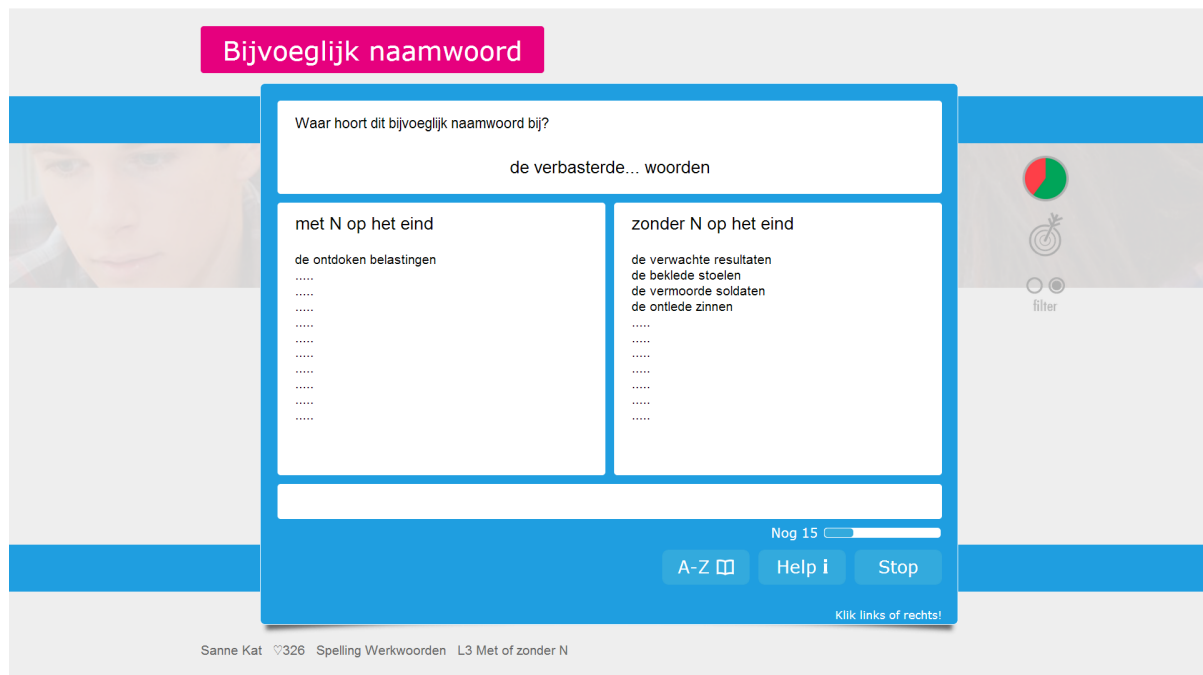 Bijvoeglijk naamwoord
Waar hoort dit bijvoeglijk naamwoord bij?
de verbasterde... woorden
met N op het eind
de ontdoken belastingen
.....
.....
.....
.....
.....
.....
.....
.....
.....
.....
zonder N op het eind
de verwachte resultaten
de beklede stoelen
de vermoorde soldaten
de ontlede zinnen
.....
.....
.....
.....
.....
.....
.....
filter
Nog 15
A-Z
Help i
Stop
Klik links of rechts!
Sanne Kat ♡326 Spelling Werkwoorden L3 Met of zonder N